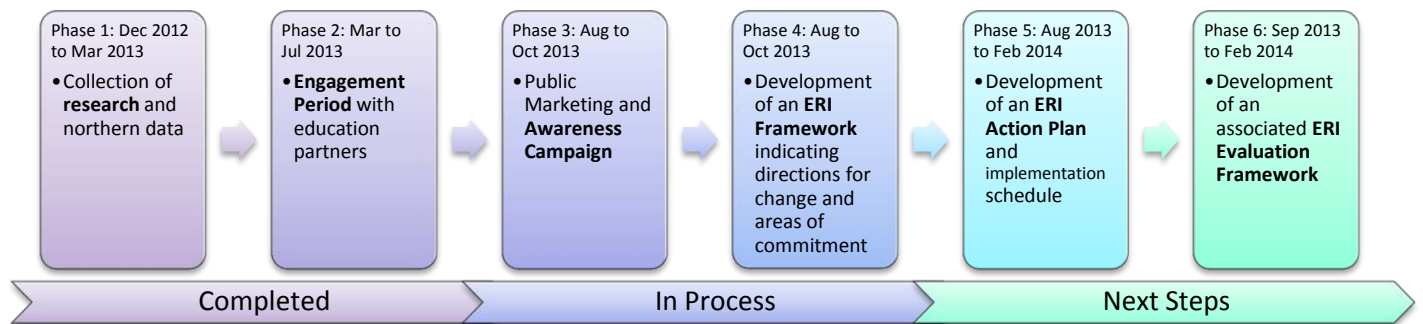 Phase 1: Dec 2012
to Mar 2013
•Collection of
research and
northern data
Phase 2: Mar to
Jul 2013
•Engagement
Period with
education
partners
Phase 3: Aug to
Oct 2013
•Public
Marketing and
Awareness
Campaign
Phase 4: Aug to
Oct 2013
•Development
of an ERI
Framework
indicating
directions for
change and
areas of
commitment
Phase 5: Aug 2013
to Feb 2014
•Development
of an ERI
Action Plan
and
implementation
schedule
Phase 6: Sep 2013
to Feb 2014
•Development
of an
associated ERI
Evaluation
Framework
Completed
In Process
Next Steps